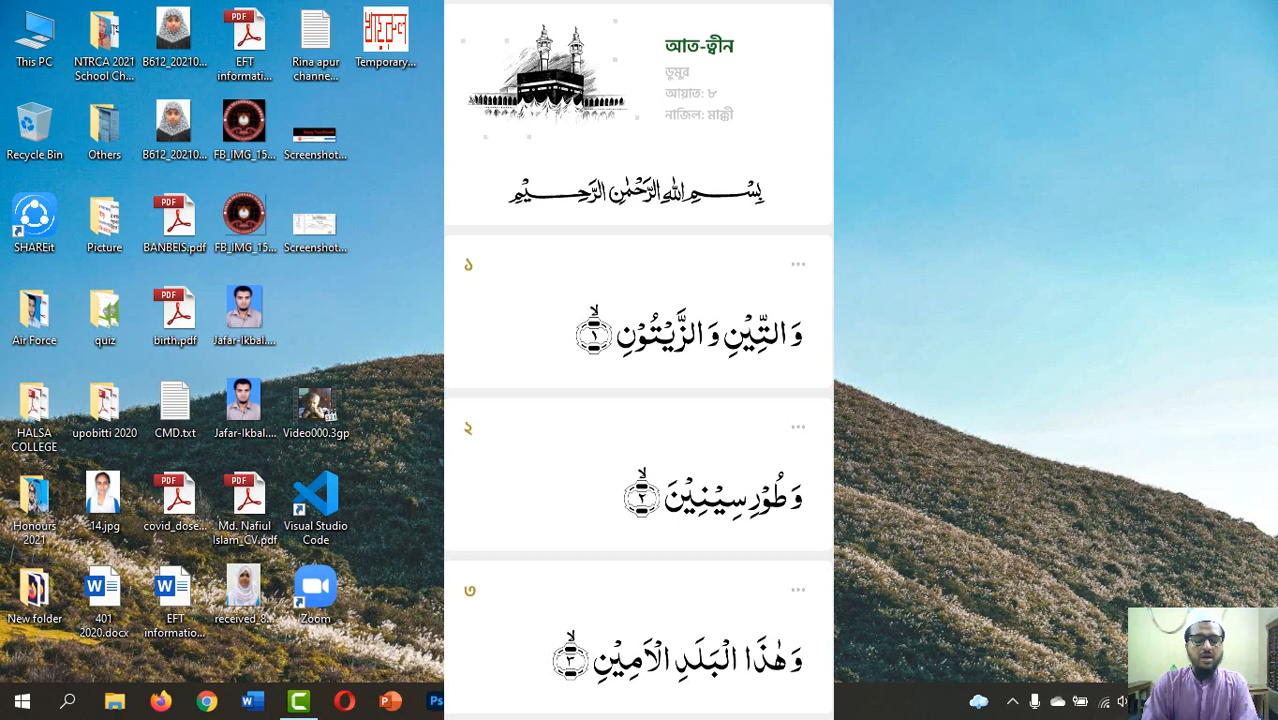 This PC
NTRCA 2021 School Ch...
B612_20210...
EFT informati...
Rina apur channe...
Temporary...
খায়রুল
Recycle Bin
Others
B612_20210...
FB_IMG_15...
Screenshot...
SHAREit
Picture
BANBEIS.pdf
FB_IMG_15...
Screenshot...
Air Force
quiz
birth.pdf
Jafar-Ikbal....
HALSA COLLEGE
upobitti 2020
CMD.txt
Jafar-Ikbal....
Video000.3gp
Honours 2021
14.jpg
covid_dose...
Md. Nafiul Islam_CV.pdf
Visual Studio Code
New folder
401 2020.docx
EFT informatio...
received_8...
Zoom
আত-ত্বীন
ডুমুর
আয়াত: ৮
নাজিল: মাক্কী
بِسْمِ اللّٰهِ الرَّحْمٰنِ الرَّحِيْمِ
১
وَالتِّيْنِ وَالزَّيْتُوْنِ ۙ ١
২
وَطُوْرِ سِيْنِيْنَ ۙ ٢
৩
وَهٰذَا الْبَلَدِ الْاَمِيْنِ ۙ ٣